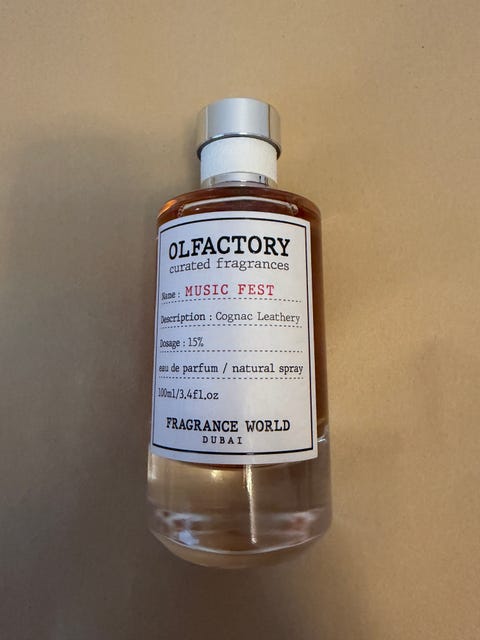 OLFACTORY
curated fragrances
Name : MUSIC FEST
Description : Cognac Leathery
Dosage : 15%
eau de parfum / natural spray
100ml/3.4fl.oz
FRAGRANCE WORLD
DUBAI